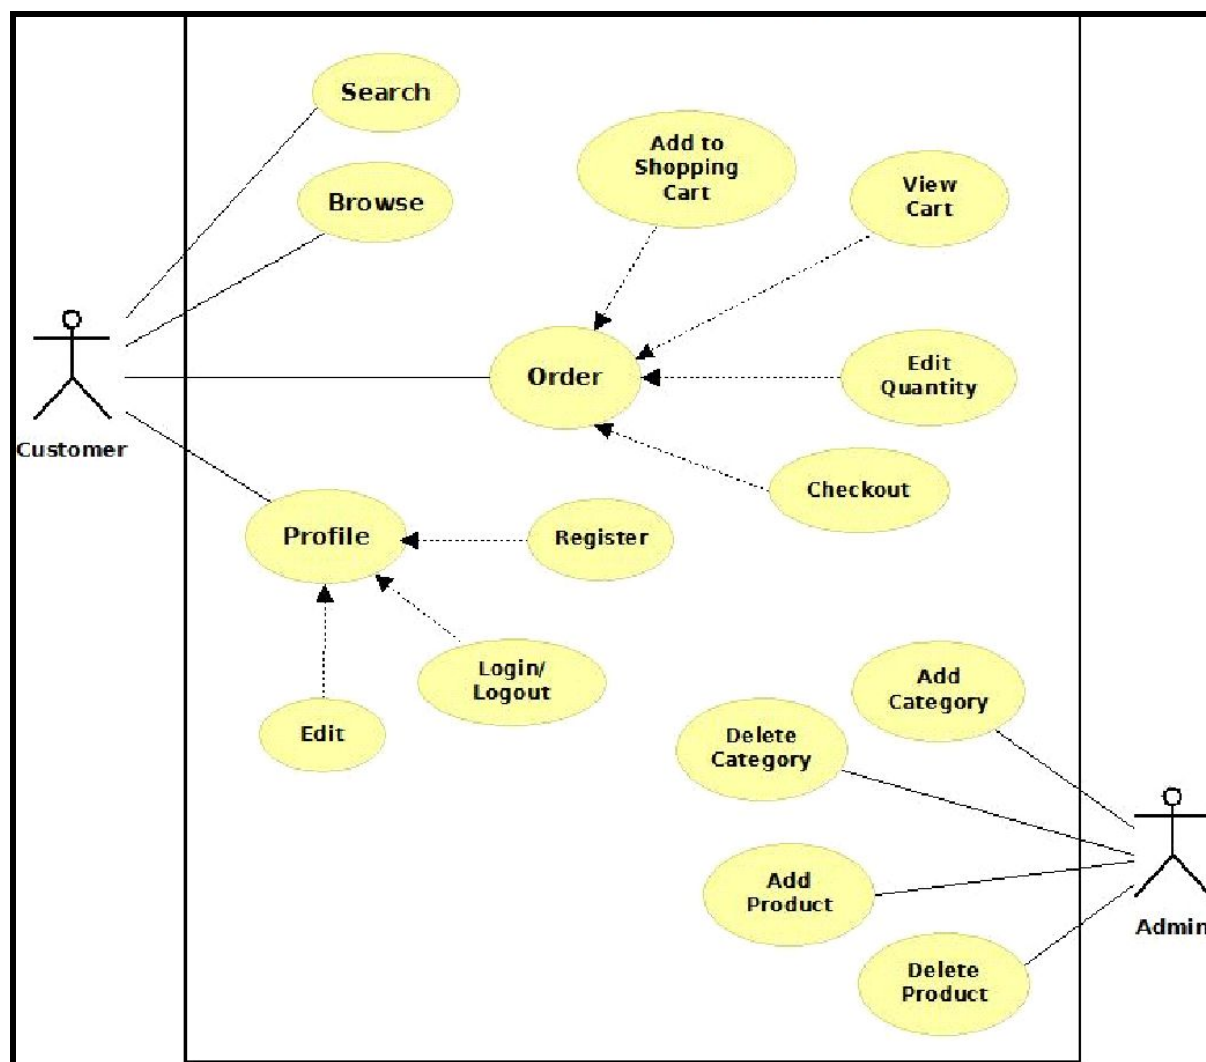 Search
Add to
Shopping
Cart
View
Cart
Browse
Order
Edit
Quantity
Customer
Checkout
Profile
Register
Login/
Logout
Edit
Add
Category
Delete
Category
Add
Product
Admin
Delete
Product